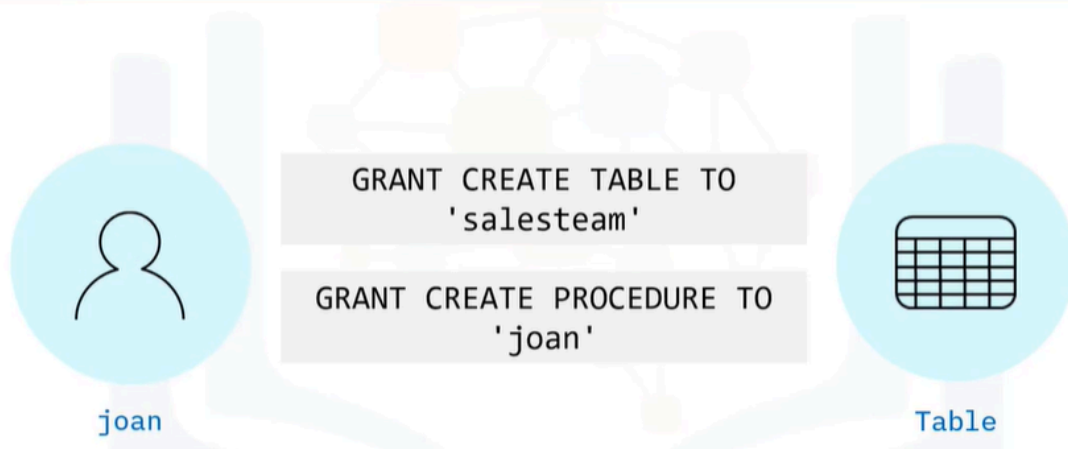 GRANT CREATE TABLE TO
'salesteam'
GRANT CREATE PROCEDURE TO
'joan'
joan
Table